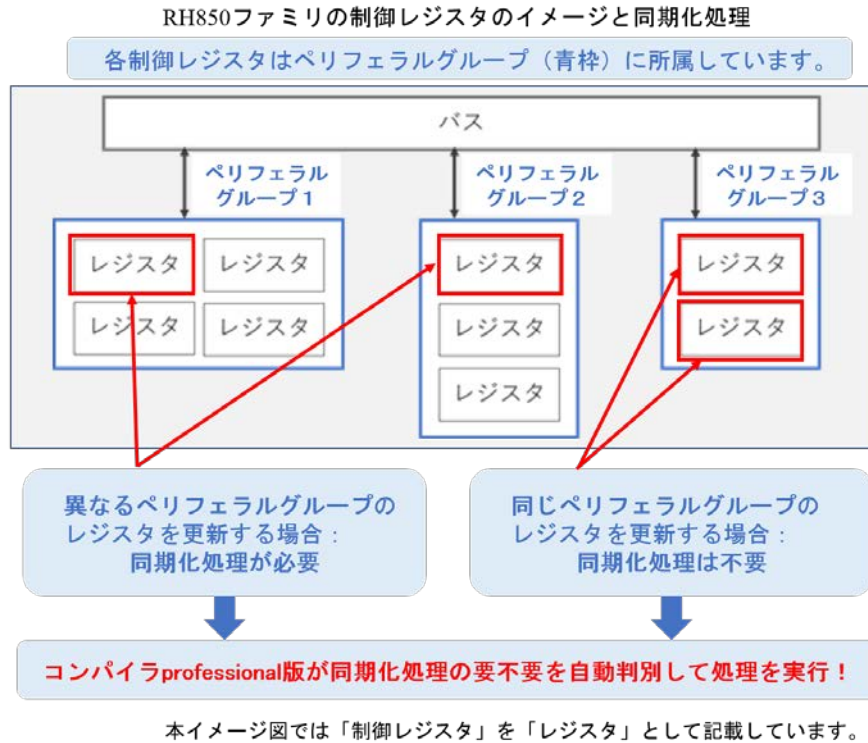 RH850ファミリの制御レジスタのイメージと同期化処理
各制御レジスタはペリフェラルグループ（青枠）に所属しています。
バス
ペリフェラル
グループ１
ペリフェラル
グループ２
ペリフェラル
グループ３
レジスタ
レジスタ
レジスタ
レジスタ
レジスタ
レジスタ
レジスタ
レジスタ
レジスタ
異なるペリフェラルグループの
レジスタを更新する場合：
同期化処理が必要
同じペリフェラルグループの
レジスタを更新する場合：
同期化処理は不要
コンパイラprofessional版が同期化処理の要不要を自動判別して処理を実行！
本イメージ図では「制御レジスタ」を「レジスタ」として記載しています。